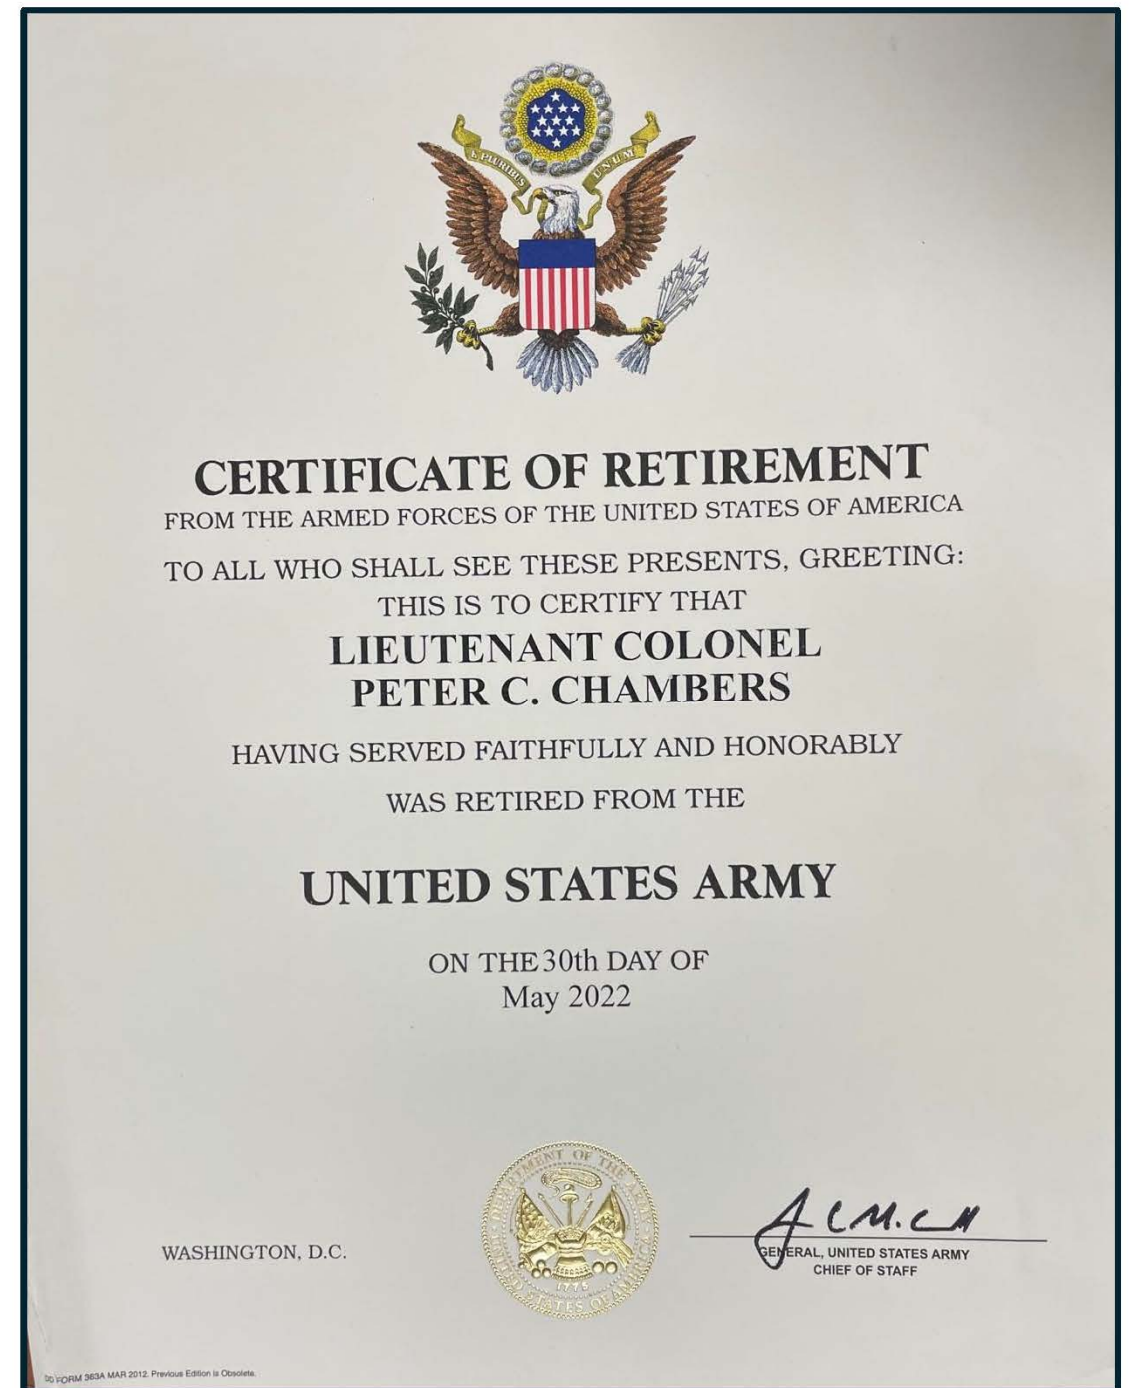 E PLURIBUS UNUM
CERTIFICATE OF RETIREMENT
FROM THE ARMED FORCES OF THE UNITED STATES OF AMERICA
TO ALL WHO SHALL SEE THESE PRESENTS, GREETING:
THIS IS TO CERTIFY THAT
LIEUTENANT COLONEL
PETER C. CHAMBERS
HAVING SERVED FAITHFULLY AND HONORABLY
WAS RETIRED FROM THE
UNITED STATES ARMY
ON THE 30th DAY OF
May 2022
WASHINGTON, D.C.
DEPARTMENT OF THE ARMY
UNITED STATES OF AMERICA
1775
GENERAL, UNITED STATES ARMY
CHIEF OF STAFF
DD FORM 363A MAR 2012. Previous Edition is Obsolete.